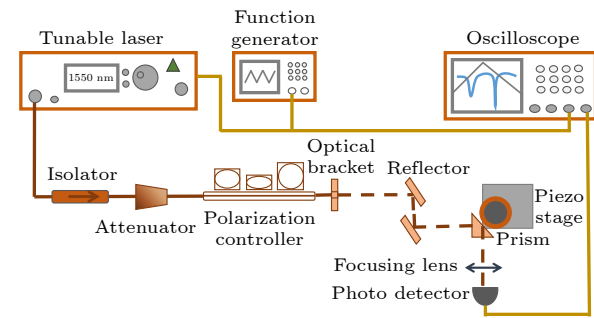 Function
generator
Tunable laser
Oscilloscope
1550 nm
Optical
bracket
Isolator
Reflector
Attenuator
Polarization
controller
Piezo
stage
Prism
Focusing lens
Photo detector